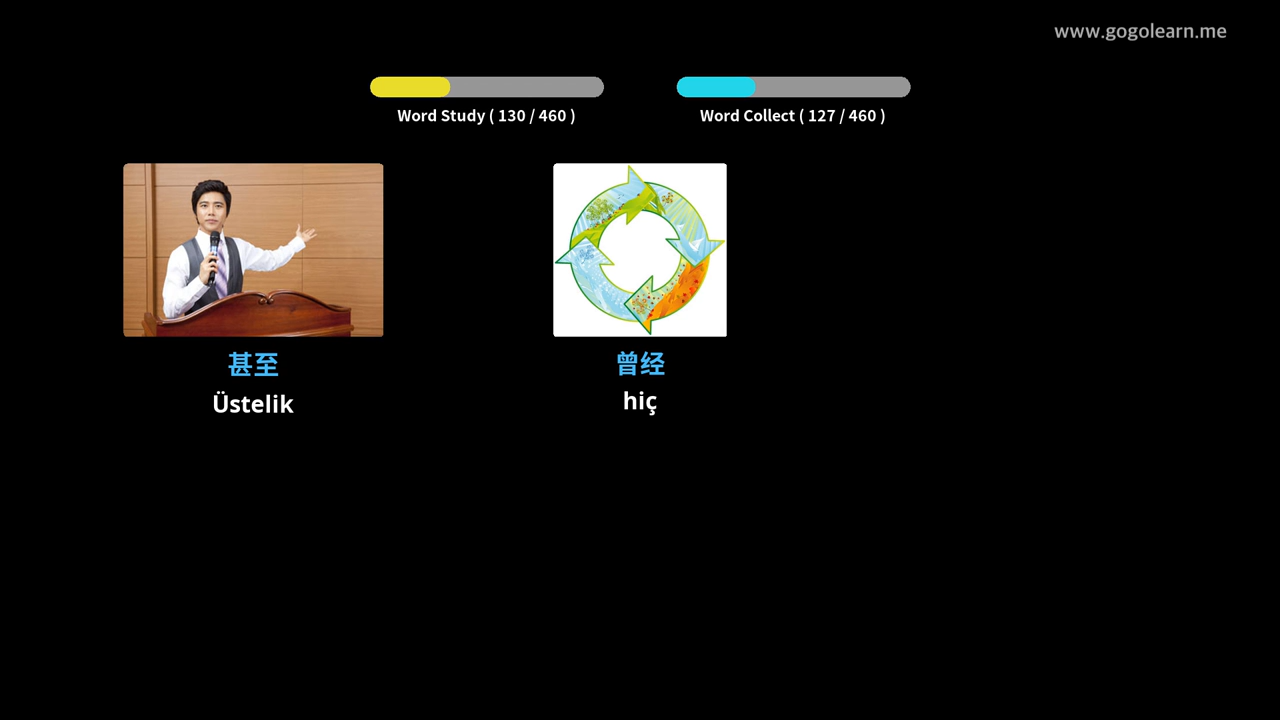 www.gogolearn.me
Word Study ( 130 / 460 )
Word Collect ( 127 / 460 )
甚至
Üstelik
曾经
hiç